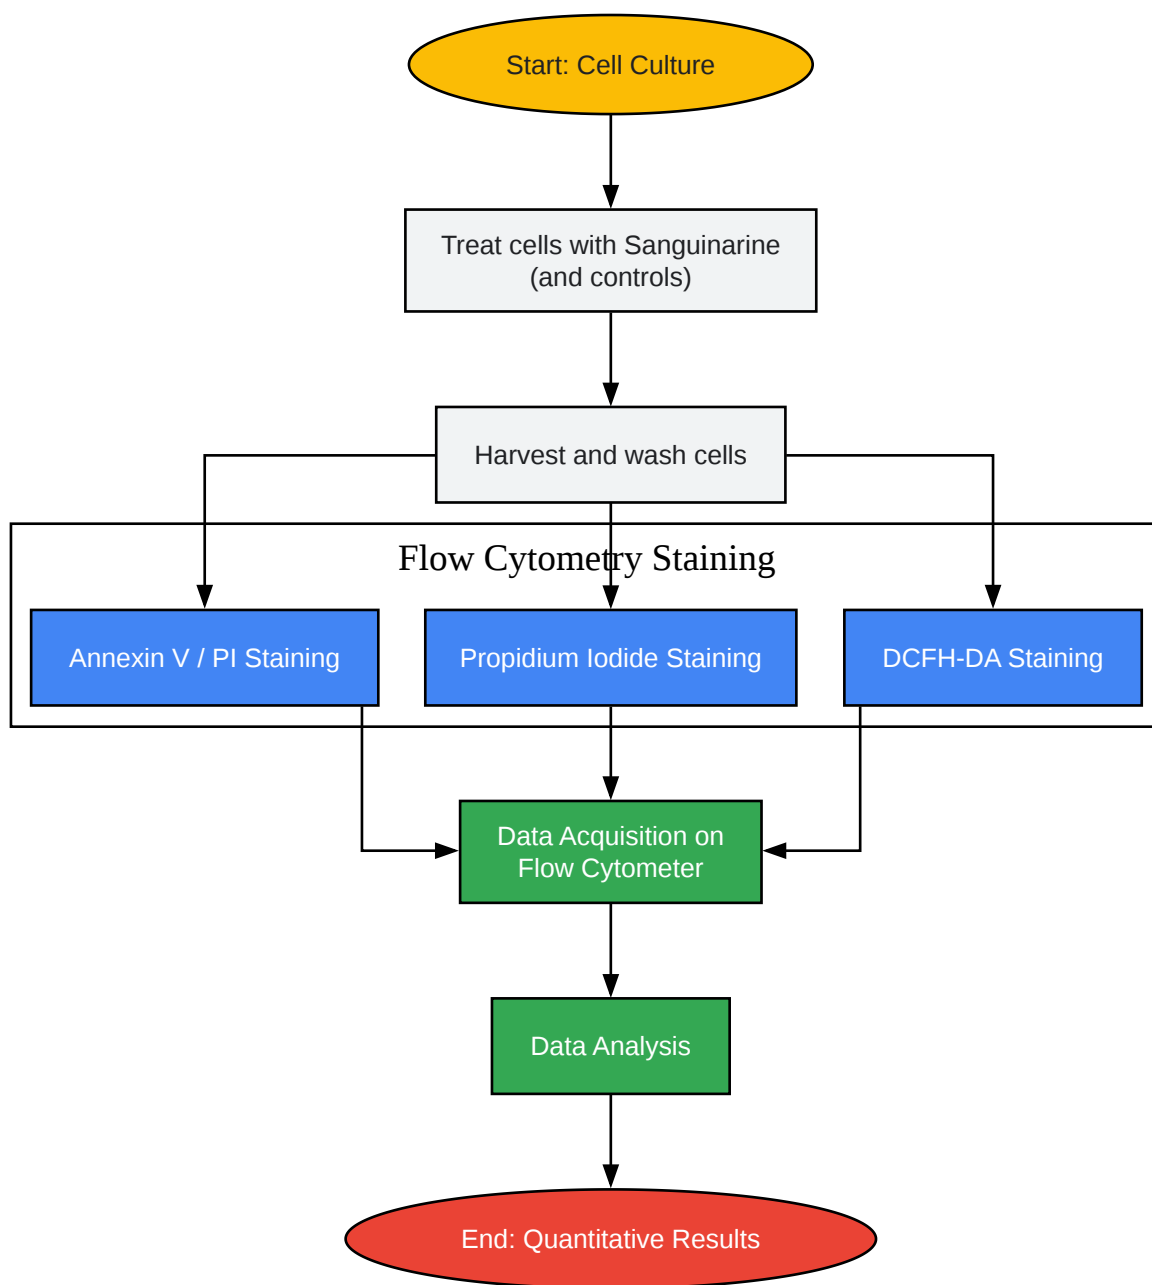 Start: Cell Culture
Treat cells with Sanguinarine
(and controls)
Harvest and wash cells
Flow Cytometry Staining
Annexin V / PI Staining
Propidium Iodide Staining
DCFH-DA Staining
Data Acquisition on
Flow Cytometer
Data Analysis
End: Quantitative Results